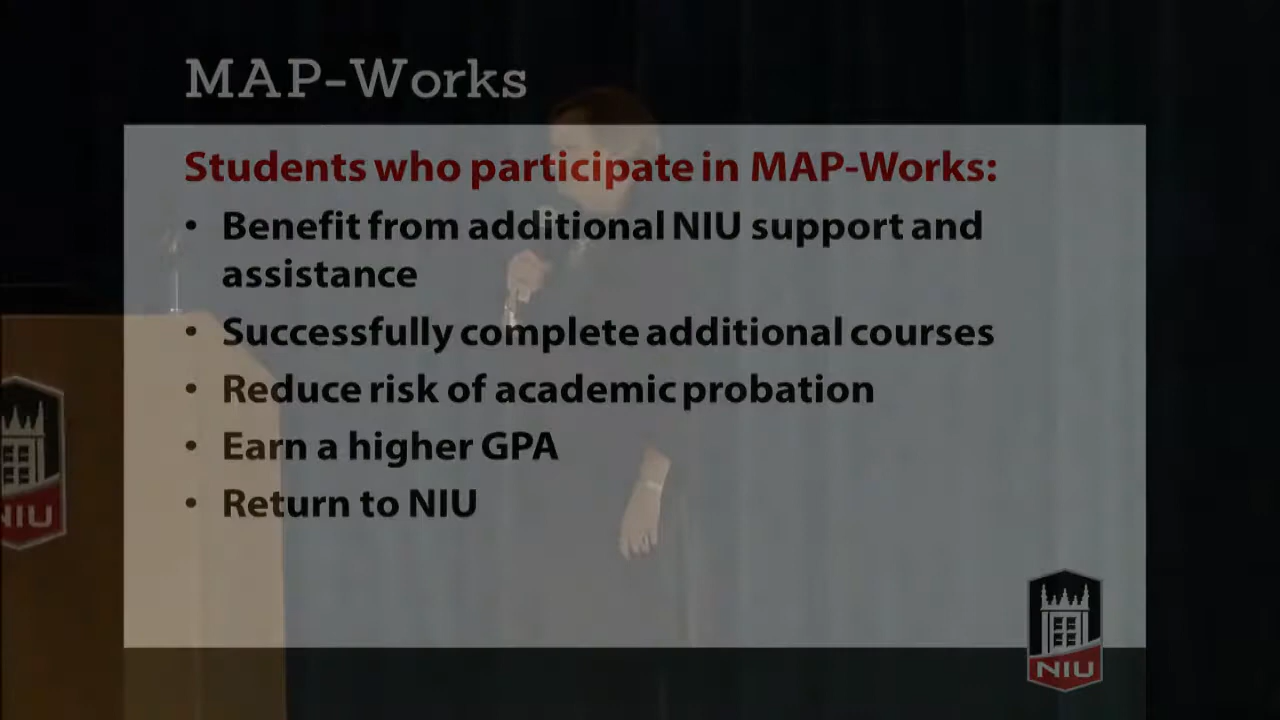 MAP-Works
Students who participate in MAP-Works:
• Benefit from additional NIU support and
assistance
• Successfully complete additional courses
• Reduce risk of academic probation
• Earn a higher GPA
• Return to NIU
NIU
NIU